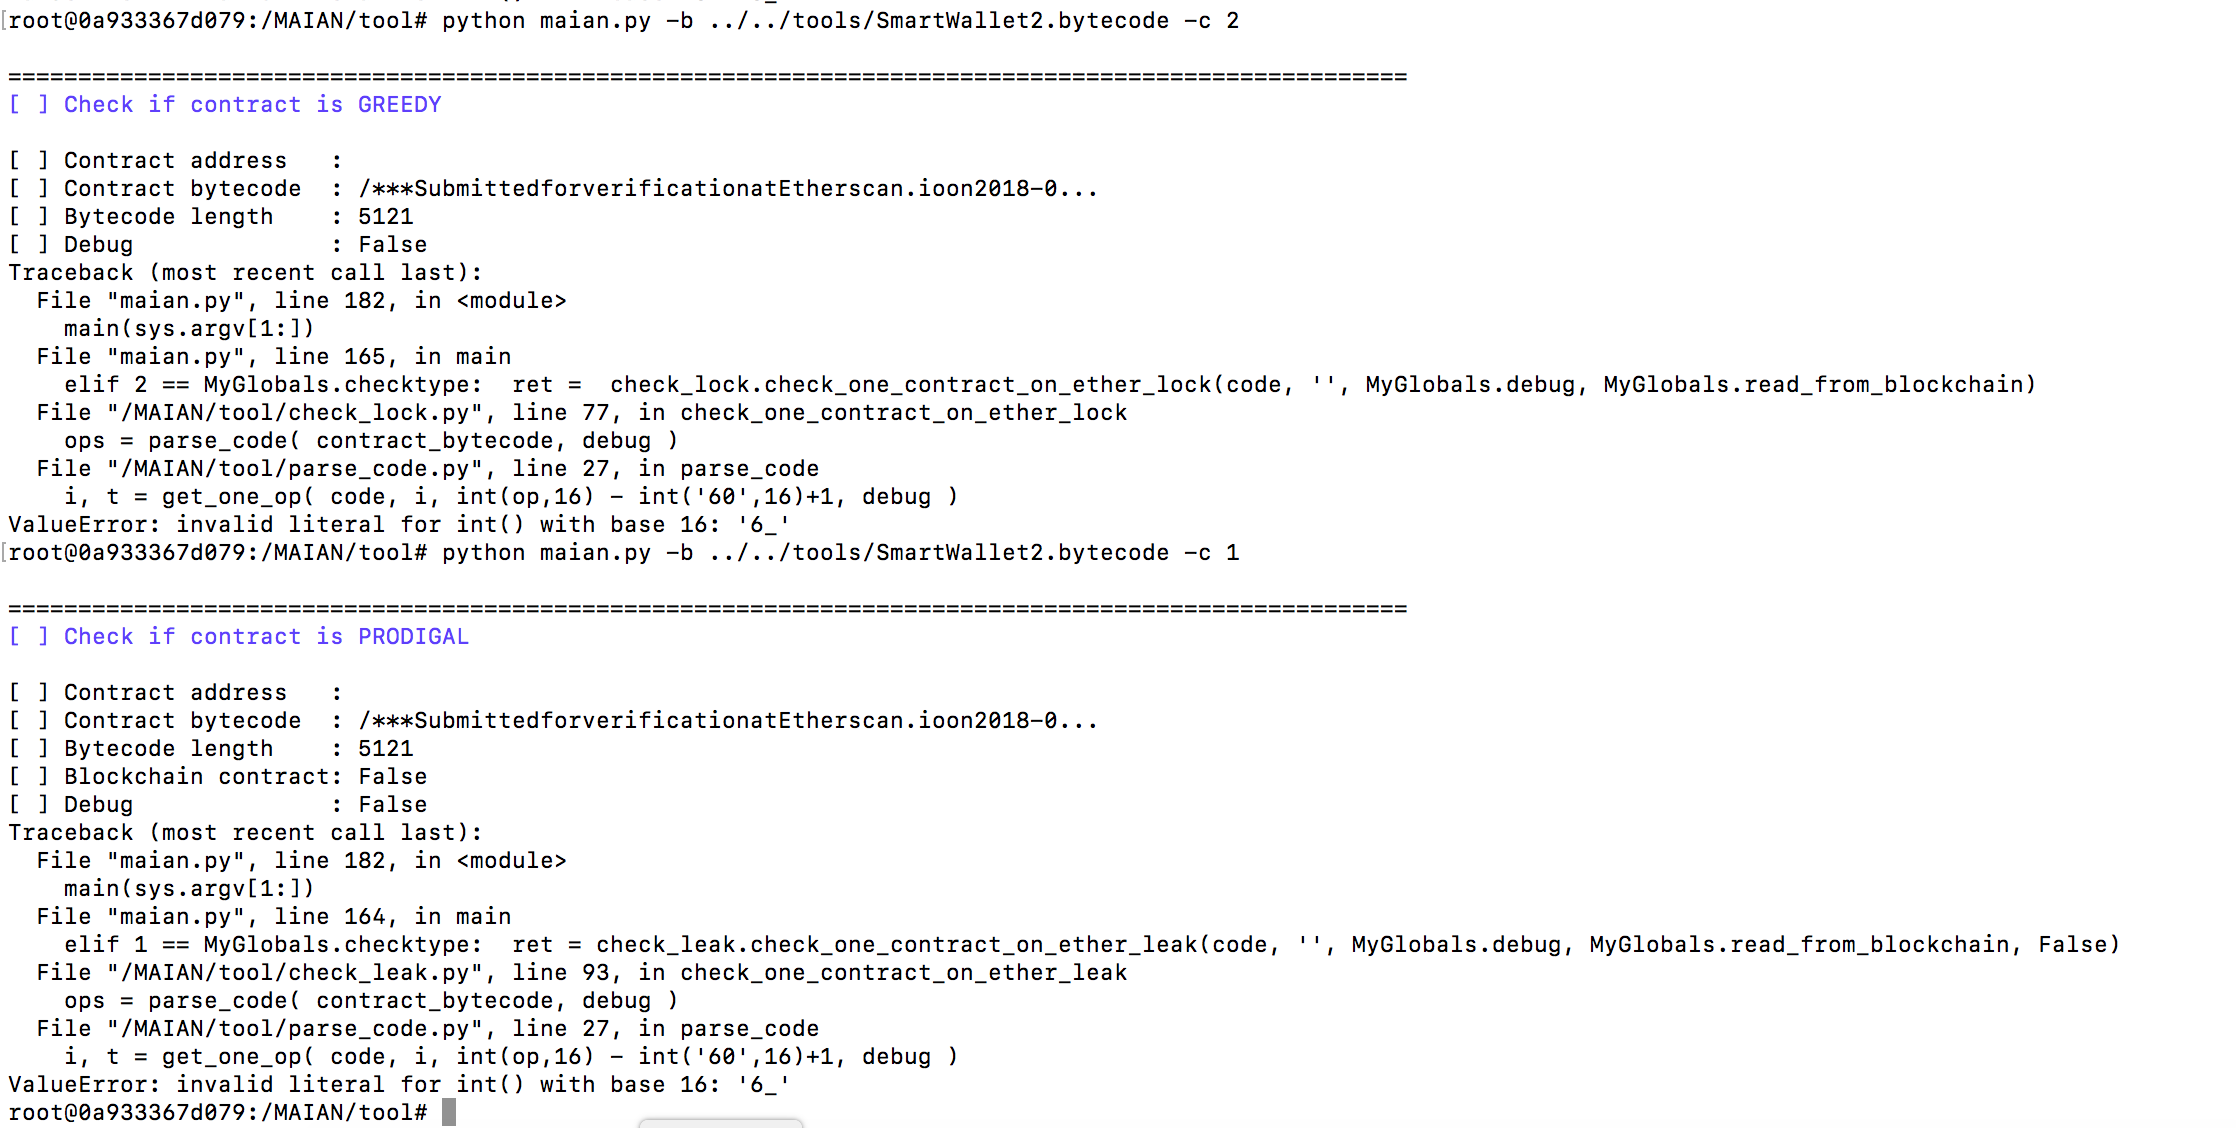 [root@0a933367d079:/MAIAN/tool# python maian.py -b ../../tools/SmartWallet2.bytecode -c 2
====================================================================================================
[ ] Check if contract is GREEDY
[ ] Contract address   :
[ ] Contract bytecode  : /***SubmittedforverificationatEtherscan.ioon2018-0...
[ ] Bytecode length    : 5121
[ ] Debug              : False
Traceback (most recent call last):
  File "maian.py", line 182, in <module>
    main(sys.argv[1:])
  File "maian.py", line 165, in main
    elif 2 == MyGlobals.checktype:  ret =  check_lock.check_one_contract_on_ether_lock(code, '', MyGlobals.debug, MyGlobals.read_from_blockchain)
  File "/MAIAN/tool/check_lock.py", line 77, in check_one_contract_on_ether_lock
    ops = parse_code( contract_bytecode, debug )
  File "/MAIAN/tool/parse_code.py", line 27, in parse_code
    i, t = get_one_op( code, i, int(op,16) - int('60',16)+1, debug )
ValueError: invalid literal for int() with base 16: '6_'
[root@0a933367d079:/MAIAN/tool# python maian.py -b ../../tools/SmartWallet2.bytecode -c 1
====================================================================================================
[ ] Check if contract is PRODIGAL
[ ] Contract address   :
[ ] Contract bytecode  : /***SubmittedforverificationatEtherscan.ioon2018-0...
[ ] Bytecode length    : 5121
[ ] Blockchain contract: False
[ ] Debug              : False
Traceback (most recent call last):
  File "maian.py", line 182, in <module>
    main(sys.argv[1:])
  File "maian.py", line 164, in main
    elif 1 == MyGlobals.checktype:  ret = check_leak.check_one_contract_on_ether_leak(code, '', MyGlobals.debug, MyGlobals.read_from_blockchain, False)
  File "/MAIAN/tool/check_leak.py", line 93, in check_one_contract_on_ether_leak
    ops = parse_code( contract_bytecode, debug )
  File "/MAIAN/tool/parse_code.py", line 27, in parse_code
    i, t = get_one_op( code, i, int(op,16) - int('60',16)+1, debug )
ValueError: invalid literal for int() with base 16: '6_'
root@0a933367d079:/MAIAN/tool#